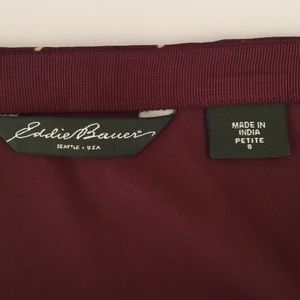 Eddie Bauer
SEATTLE • USA
MADE IN
INDIA
PETITE
8